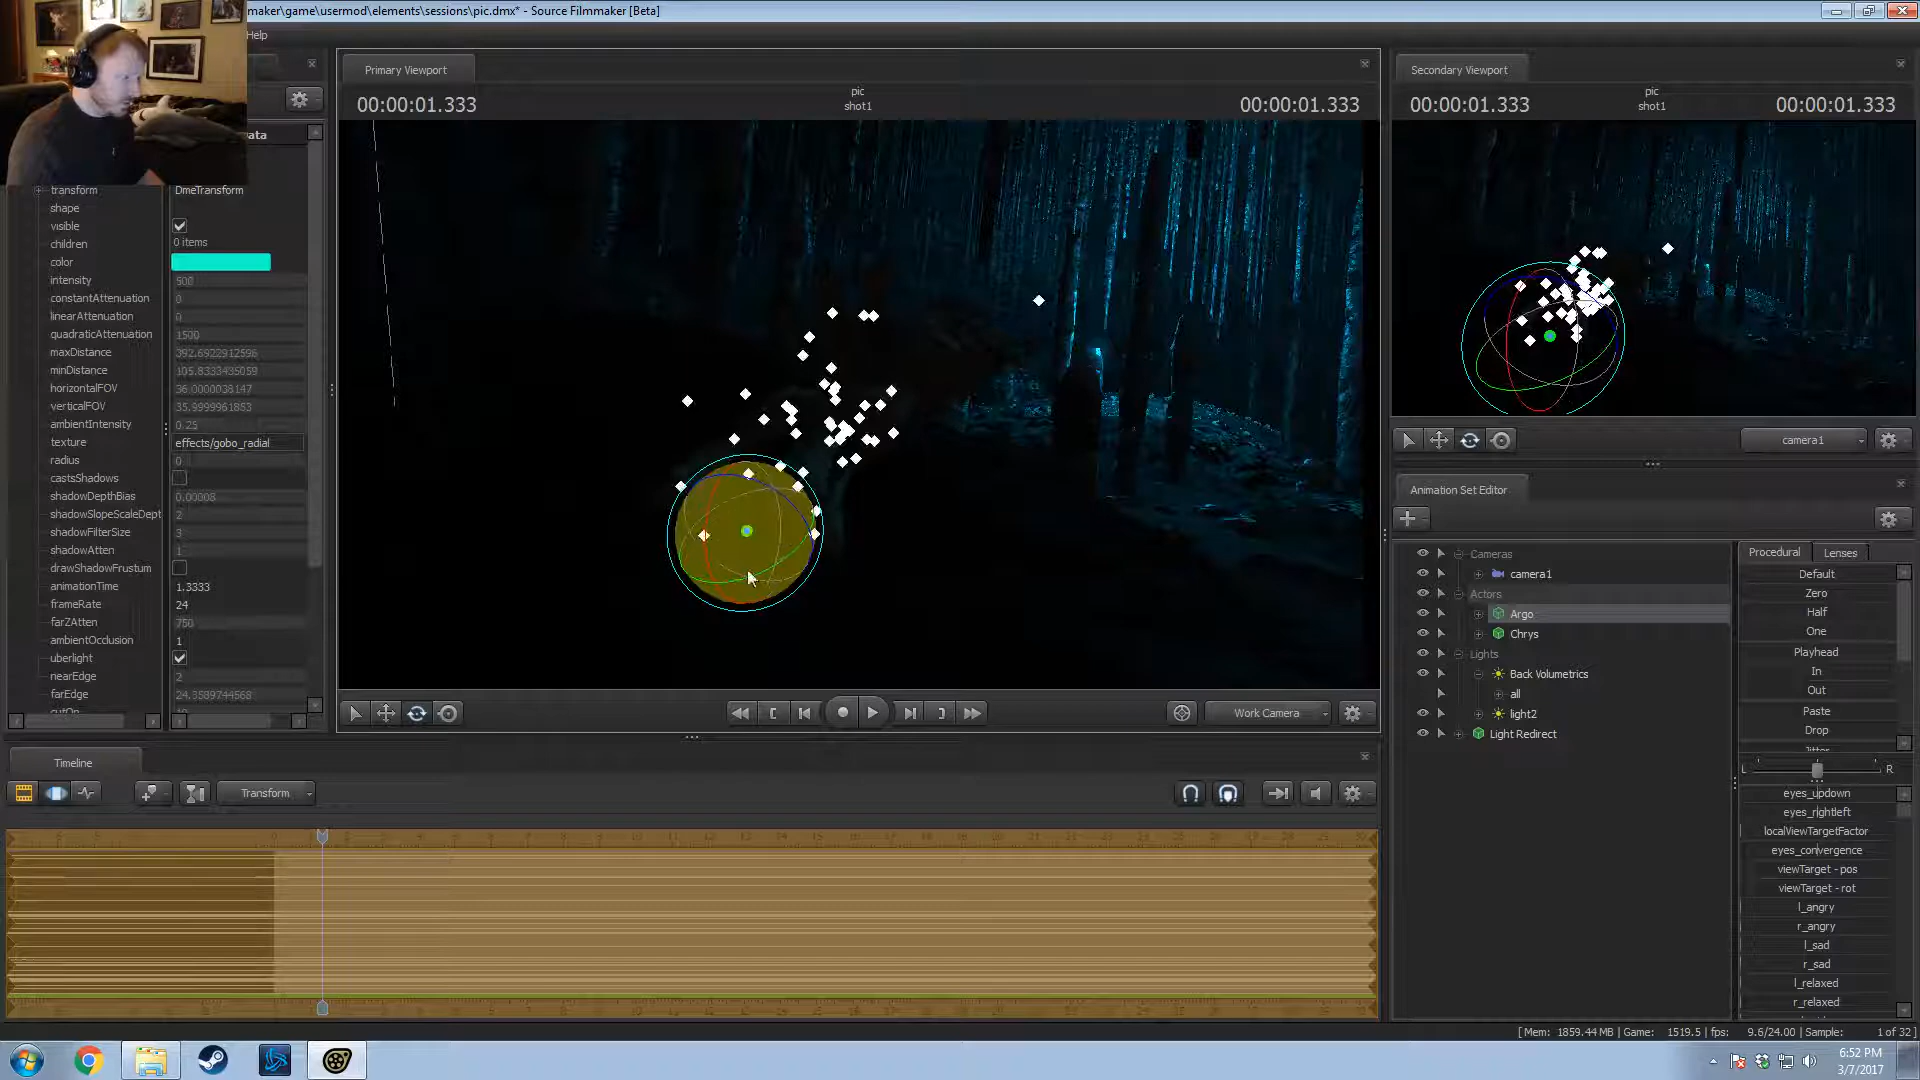 maker\game\usermod\elements\sessions\pic.dmx* - Source Filmmaker [Beta]
Help
Primary Viewport
Secondary Viewport
00:00:01.333
pic
shot1
00:00:01.333
00:00:01.333
pic
shot1
00:00:01.333
ata
transform
DmeTransform
shape
visible
children
0 items
color
intensity
500
constantAttenuation
0
linearAttenuation
0
quadraticAttenuation
1500
maxDistance
392.6922912596
minDistance
105.8333435059
horizontalFOV
36.0000038147
verticalFOV
35.9999961853
ambientIntensity
0.25
texture
effects/gobo_radial
radius
0
castsShadows
shadowDepthBias
0.00008
shadowSlopeScaleDept
2
shadowFilterSize
3
shadowAtten
1
drawShadowFrustum
animationTime
1.3333
frameRate
24
farZAtten
750
ambientOcclusion
1
uberlight
nearEdge
2
farEdge
24.3589744568
camera1
Work Camera
Animation Set Editor
Cameras
camera1
Actors
Argo
Chrys
Lights
Back Volumetrics
all
light2
Light Redirect
Procedural
Lenses
Default
Zero
Half
One
Playhead
In
Out
Paste
Drop
Jitter
L
R
eyes_updown
eyes_rightleft
localViewTargetFactor
eyes_convergence
viewTarget - pos
viewTarget - rot
l_angry
r_angry
l_sad
r_sad
l_relaxed
r_relaxed
Timeline
Transform
[Mem: 1859.44 MB | Game: 1519.5 | fps: 9.6/24.00 | Sample: 1 of 32 ]
6:52 PM
3/7/2017